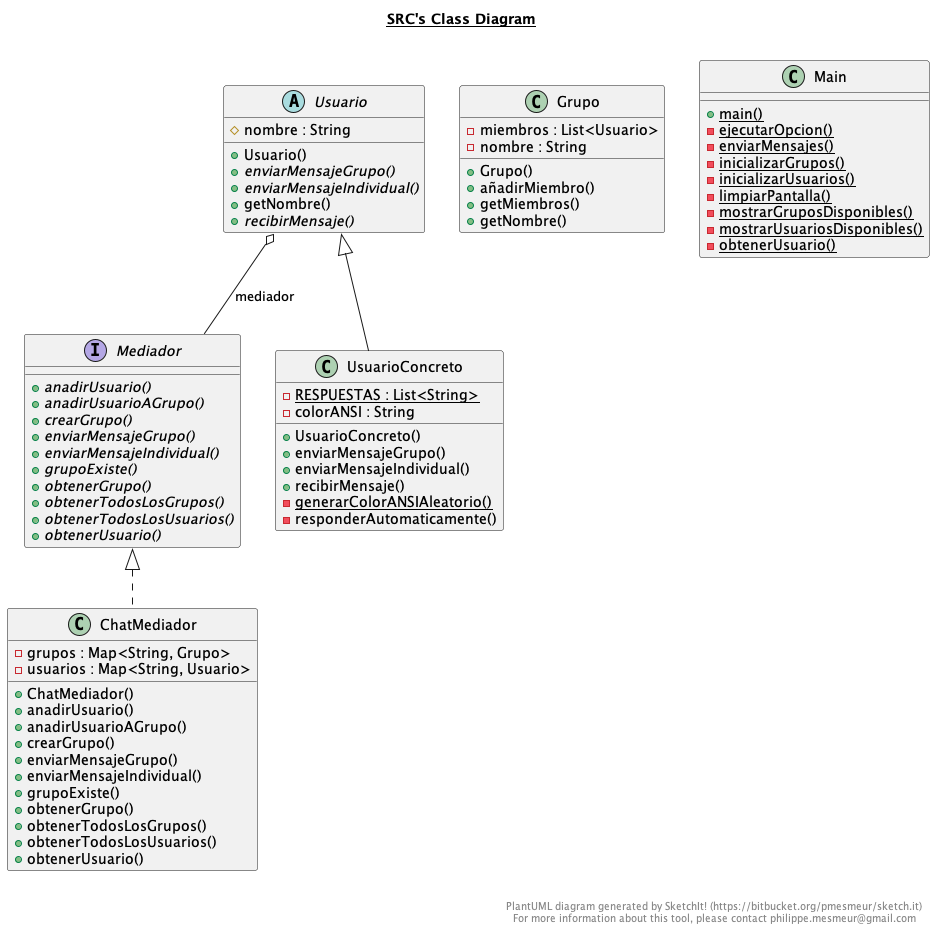 SRC's Class Diagram
A Usuario
nombre : String
Usuario()
enviarMensajeGrupo()
enviarMensajeIndividual()
getNombre()
recibirMensaje()
C Grupo
miembros : List<Usuario>
nombre : String
Grupo()
añadirMiembro()
getMiembros()
getNombre()
C Main
main()
ejecutarOpcion()
enviarMensajes()
inicializarGrupos()
inicializarUsuarios()
limpiarPantalla()
mostrarGruposDisponibles()
mostrarUsuariosDisponibles()
obtenerUsuario()
mediador
I Mediador
anadirUsuario()
anadirUsuarioAGrupo()
crearGrupo()
enviarMensajeGrupo()
enviarMensajeIndividual()
grupoExiste()
obtenerGrupo()
obtenerTodosLosGrupos()
obtenerTodosLosUsuarios()
obtenerUsuario()
C UsuarioConcreto
RESPUESTAS : List<String>
colorANSI : String
UsuarioConcreto()
enviarMensajeGrupo()
enviarMensajeIndividual()
recibirMensaje()
generarColorANSIAleatorio()
responderAutomaticamente()
C ChatMediador
grupos : Map<String, Grupo>
usuarios : Map<String, Usuario>
ChatMediador()
anadirUsuario()
anadirUsuarioAGrupo()
crearGrupo()
enviarMensajeGrupo()
enviarMensajeIndividual()
grupoExiste()
obtenerGrupo()
obtenerTodosLosGrupos()
obtenerTodosLosUsuarios()
obtenerUsuario()
PlantUML diagram generated by SketchIt! (https://bitbucket.org/pmesmeur/sketch.it)
For more information about this tool, please contact philippe.mesmeur@gmail.com